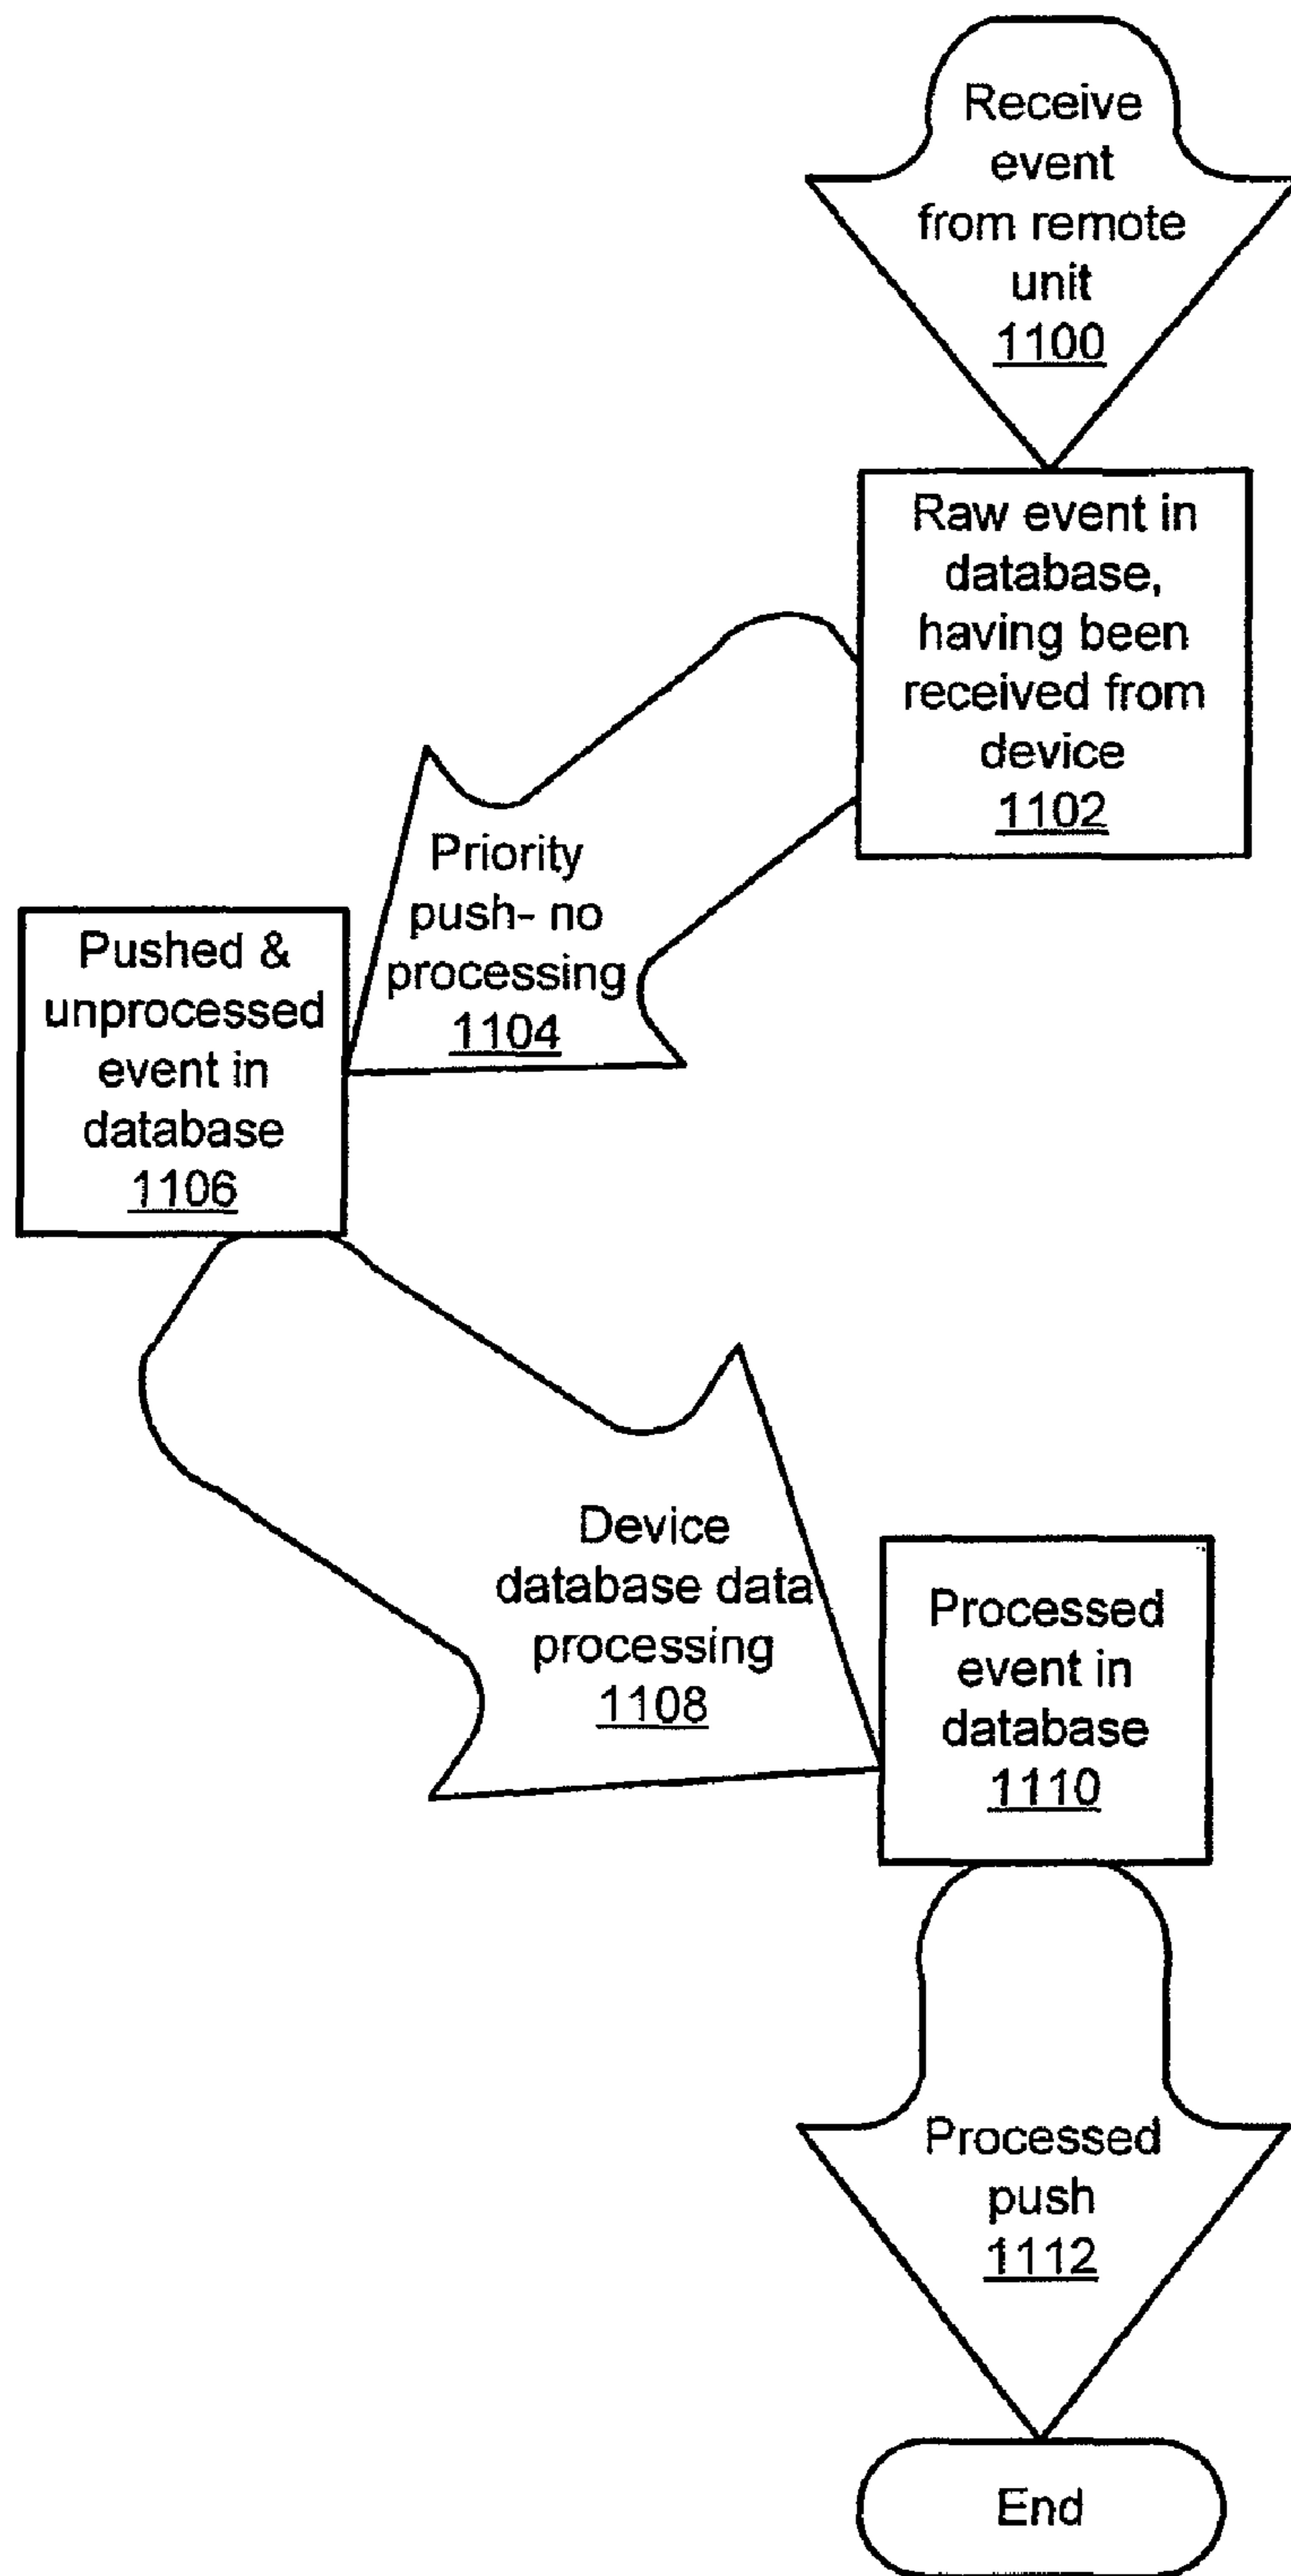 Receive
event
from remote
unit
1100
Raw event in
database,
having been
received from
device
1102
Priority
push- no
processing
1104
Pushed &
unprocessed
event in
database
1106
Device
database data
processing
1108
Processed
event in
database
1110
Processed
push
1112
End